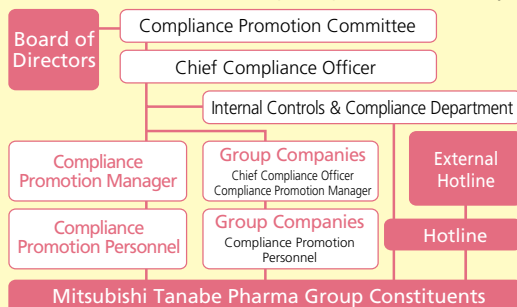 Board of
Directors
Compliance Promotion Committee
Chief Compliance Officer
Internal Controls & Compliance Department
Compliance
Promotion Manager
Group Companies
Chief Compliance Officer
Compliance Promotion Manager
External
Hotline
Compliance
Promotion Personnel
Group Companies
Compliance Promotion
Personnel
Hotline
Mitsubishi Tanabe Pharma Group Constituents